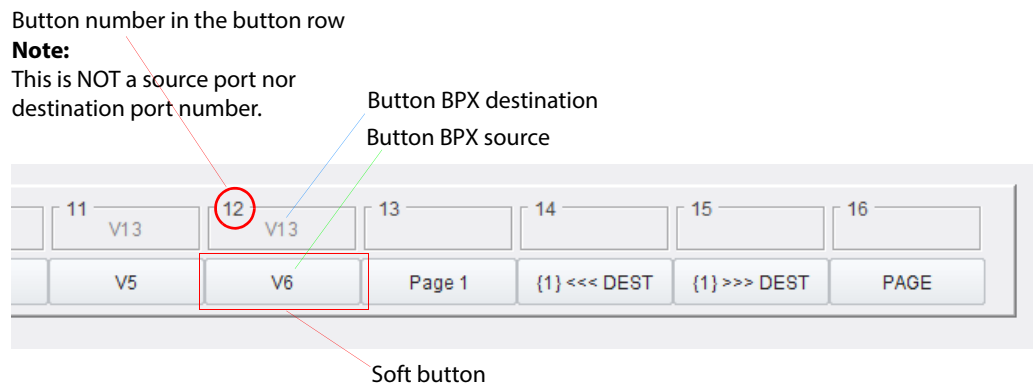 Button number in the button row
Note:
This is NOT a source port nor
destination port number.
Button BPX destination
Button BPX source
11 12 13 14 15 16
V13 V13
V5 V6 Page 1 {1} <<< DEST {1} >>> DEST PAGE
Soft button